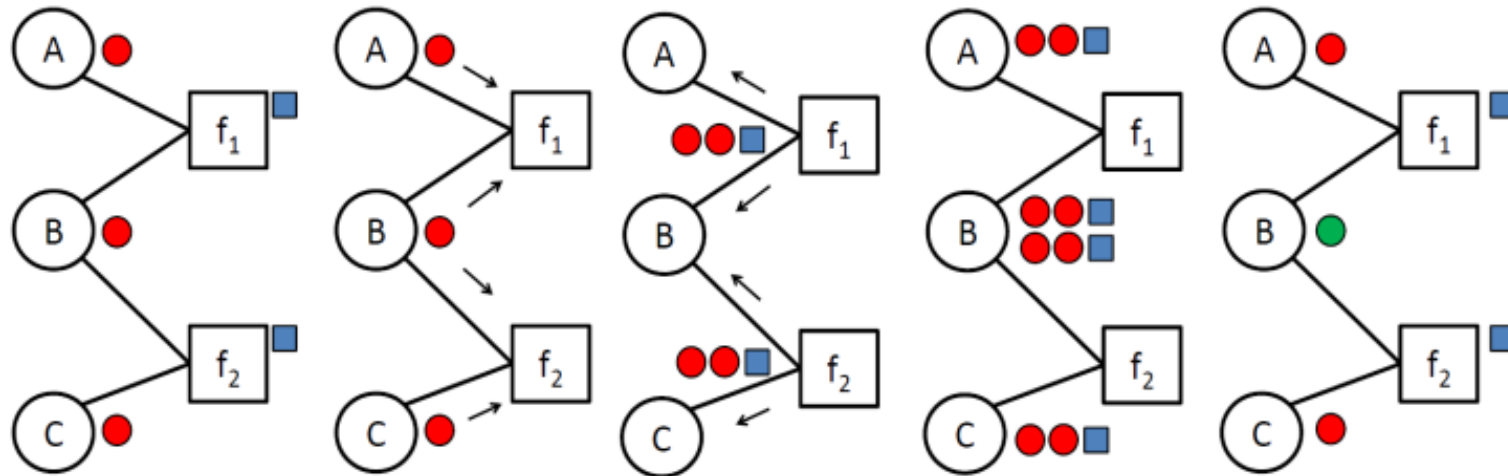 A A A A A
f₁ f₁ f₁ f₁ f₁
B B B B B
f₂ f₂ f₂ f₂ f₂
C C C C C